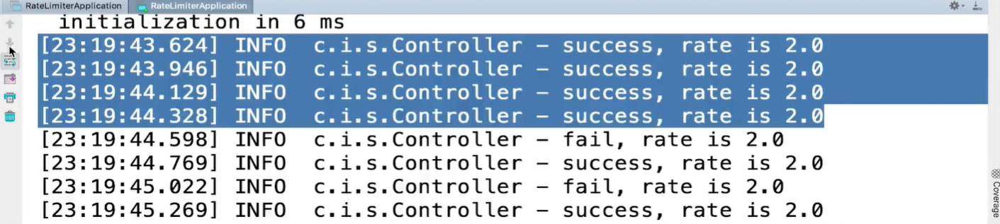 RateLimiterApplication RateLimiterApplication
initialization in 6 ms
[23:19:43.624] INFO  c.i.s.Controller – success, rate is 2.0
[23:19:43.946] INFO  c.i.s.Controller – success, rate is 2.0
[23:19:44.129] INFO  c.i.s.Controller – success, rate is 2.0
[23:19:44.328] INFO  c.i.s.Controller – success, rate is 2.0
[23:19:44.598] INFO  c.i.s.Controller – fail, rate is 2.0
[23:19:44.769] INFO  c.i.s.Controller – success, rate is 2.0
[23:19:45.022] INFO  c.i.s.Controller – fail, rate is 2.0
[23:19:45.269] INFO  c.i.s.Controller – success, rate is 2.0
Coverage